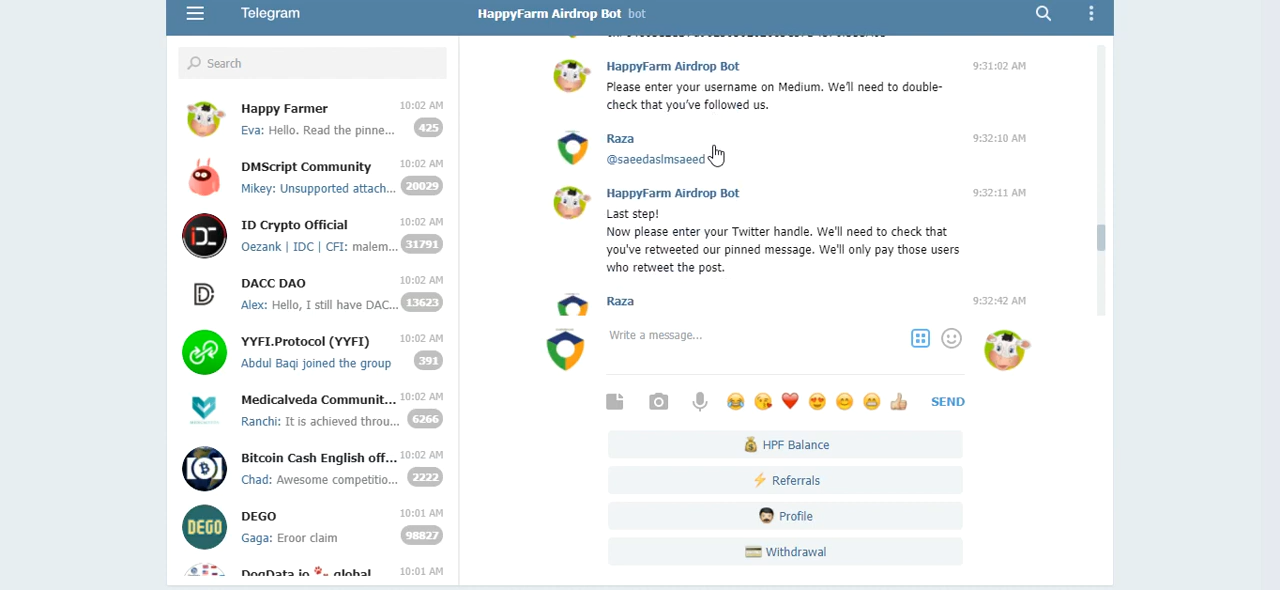 Telegram
HappyFarm Airdrop Bot bot
Search
Happy Farmer 10:02 AM
Eva: Hello. Read the pinne... 425
DMScript Community 10:02 AM
Mikey: Unsupported attach... 20029
ID Crypto Official 10:02 AM
Oezank | IDC | CFI: malem... 31791
DACC DAO 10:02 AM
Alex: Hello, I still have DAC... 13623
YYFI.Protocol (YYFI) 10:02 AM
Abdul Baqi joined the group 391
Medicalveda Communit... 10:02 AM
Ranchi: It is achieved throu... 6266
Bitcoin Cash English off... 10:02 AM
Chad: Awesome competitio... 2222
DEGO
DEGO 10:01 AM
Gaga: Eroor claim 98827
DogData.io 🐾 global 10:01 AM
HappyFarm Airdrop Bot 9:31:02 AM
Please enter your username on Medium. We'll need to double-
check that you've followed us.
Raza 9:32:10 AM
@saeedaslmsaeed
HappyFarm Airdrop Bot 9:32:11 AM
Last step!
Now please enter your Twitter handle. We'll need to check that
you've retweeted our pinned message. We'll only pay those users
who retweet the post.
Raza 9:32:42 AM
Write a message...
😂 😘 ❤️ 😍 😊 😁 👍 SEND
💰 HPF Balance
⚡ Referrals
👨 Profile
💳 Withdrawal